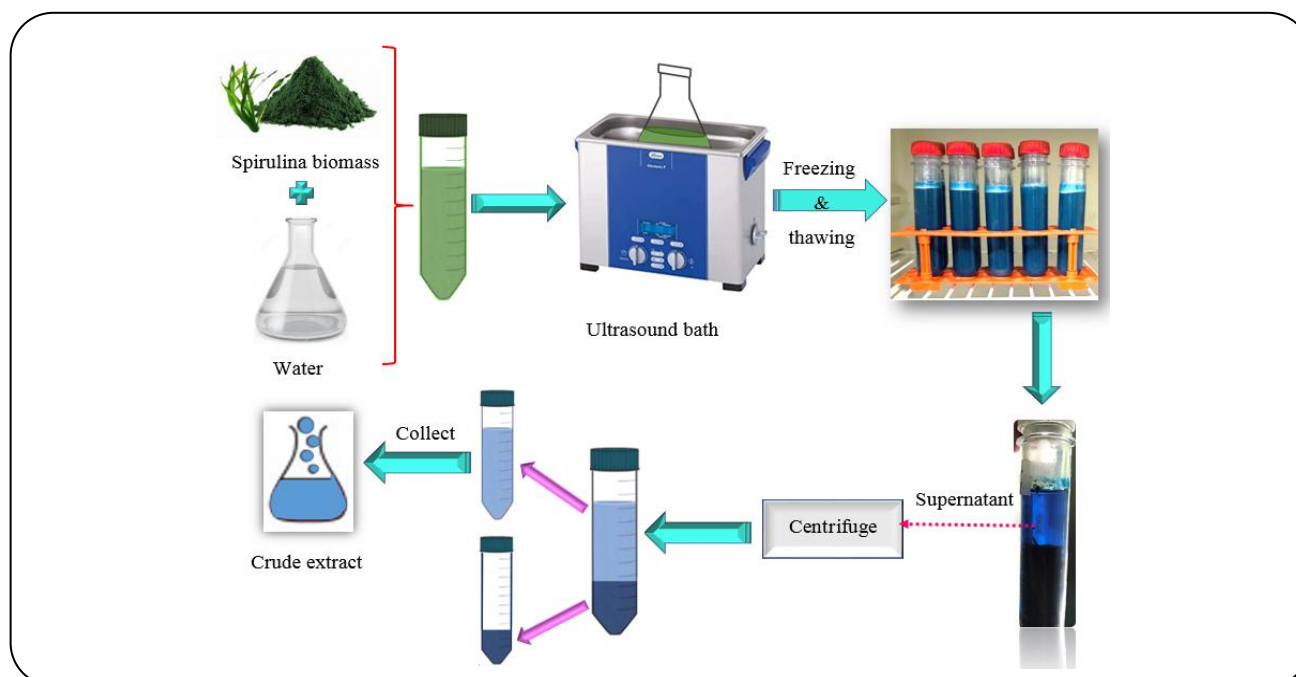 Spirulina biomass
Water
Ultrasound bath
Freezing
&
thawing
Supernatant
Centrifuge
Collect
Crude extract